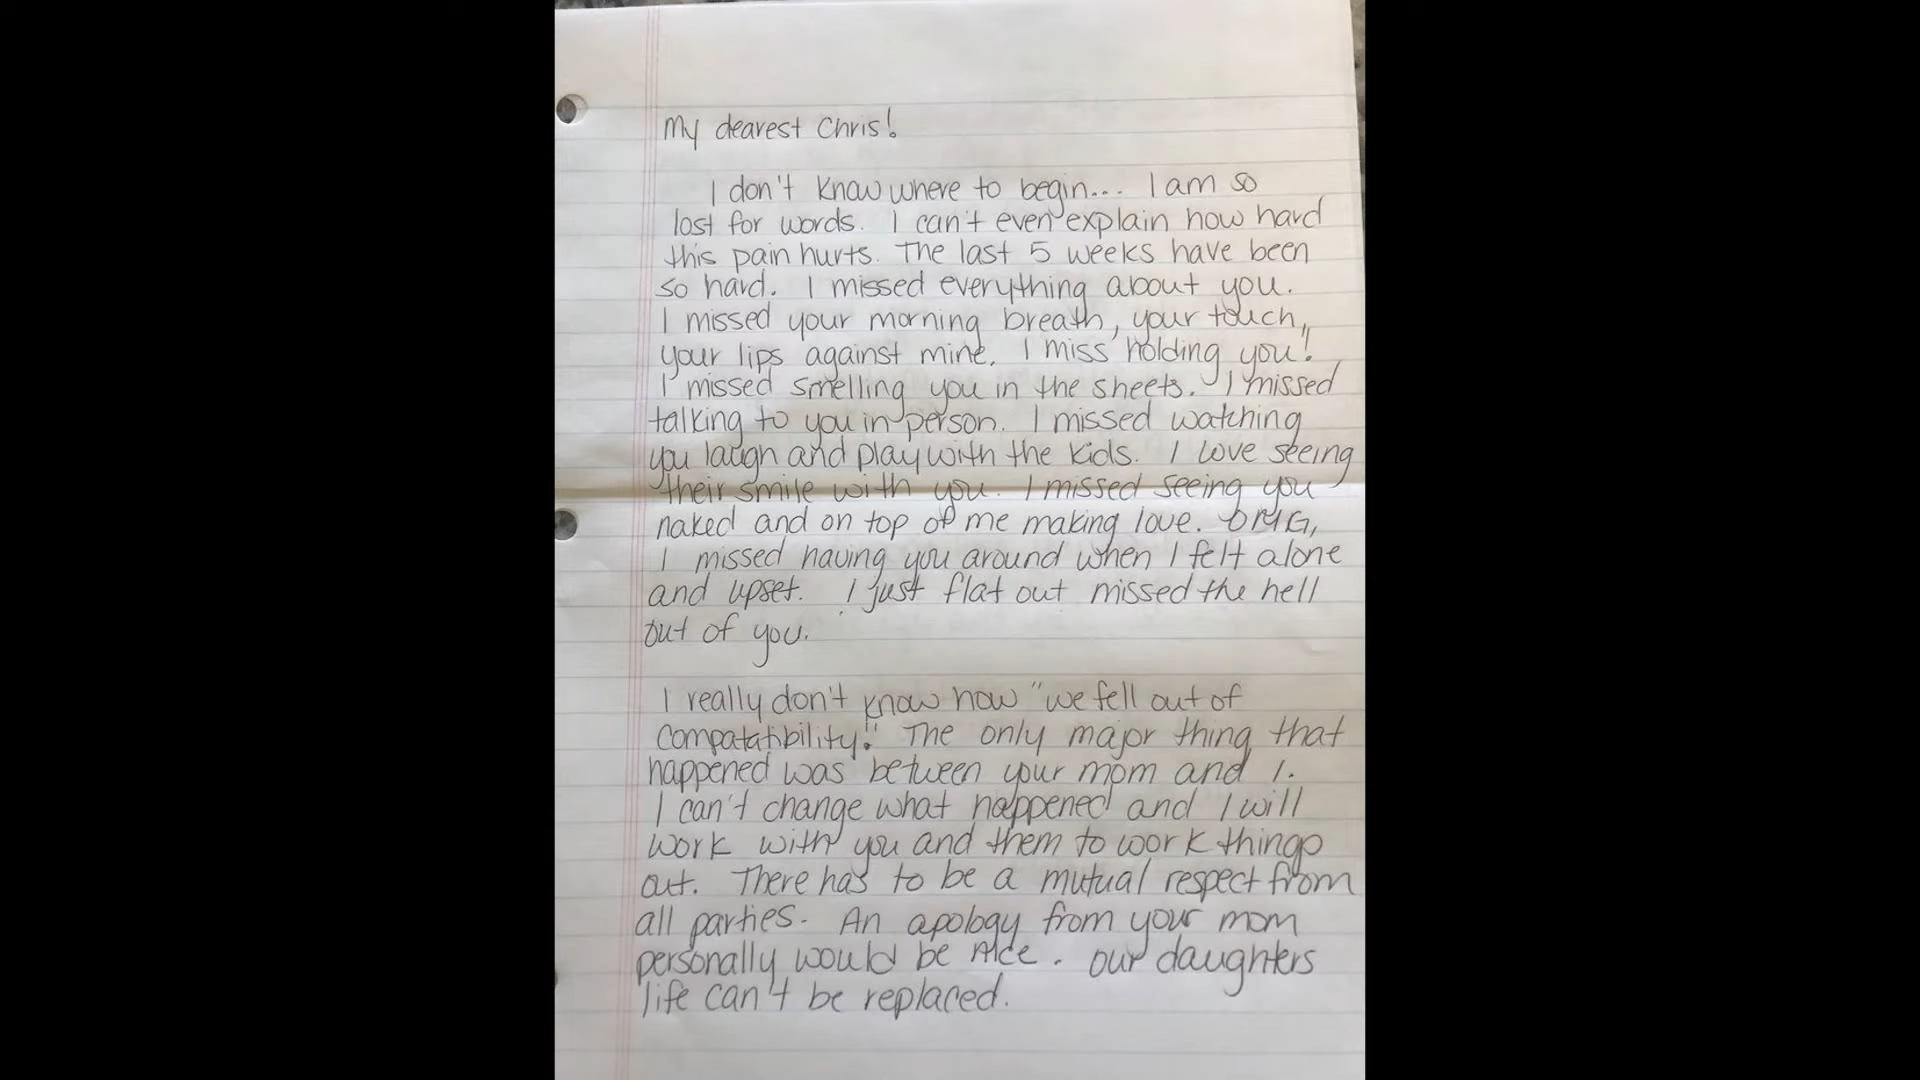 My dearest Chris!
I don't know where to begin... I am so
lost for words. I can't even explain how hard
this pain hurts. The last 5 weeks have been
so hard. I missed everything about you.
I missed your morning breath, your touch,
your lips against mine. I miss holding you!
I missed smelling you in the sheets. I missed
talking to you in person. I missed watching
you laugh and play with the kids. I love seeing
their smile with you. I missed seeing you
naked and on top of me making love. OMG,
I missed having you around when I felt alone
and upset. I just flat out missed the hell
out of you.
I really don't know how "we fell out of
compatatibility." The only major thing that
happened was between your mom and I.
I can't change what happened and I will
work with you and them to work things
out. There has to be a mutual respect from
all parties. An apology from your mom
personally would be nice. Our daughters
life can't be replaced.